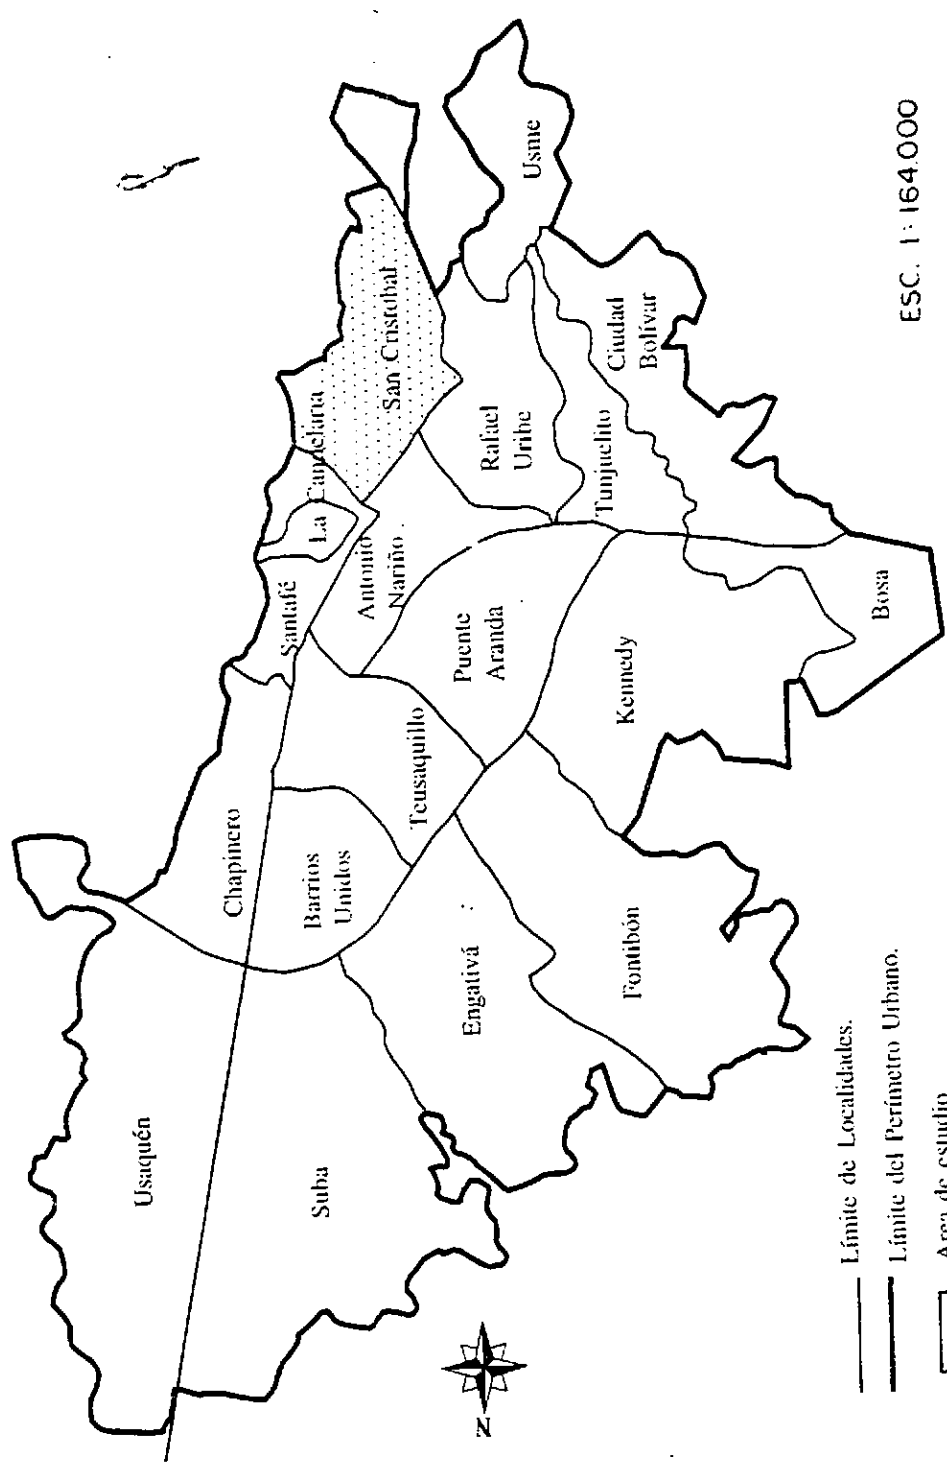 Usaquén
Suba
Chapinero
Barrios
Unidos
Engativá
Fontibón
Teusaquillo
Santafé
La Candelaria
Antonio
Nariño
Puente
Aranda
Kennedy
Bosa
San Cristobal
Rafael
Uribe
Tunjuelito
Ciudad
Bolívar
Usme
N
ESC. 1:164.000
Límite de Localidades.
Límite del Perímetro Urbano.
Area de estudio